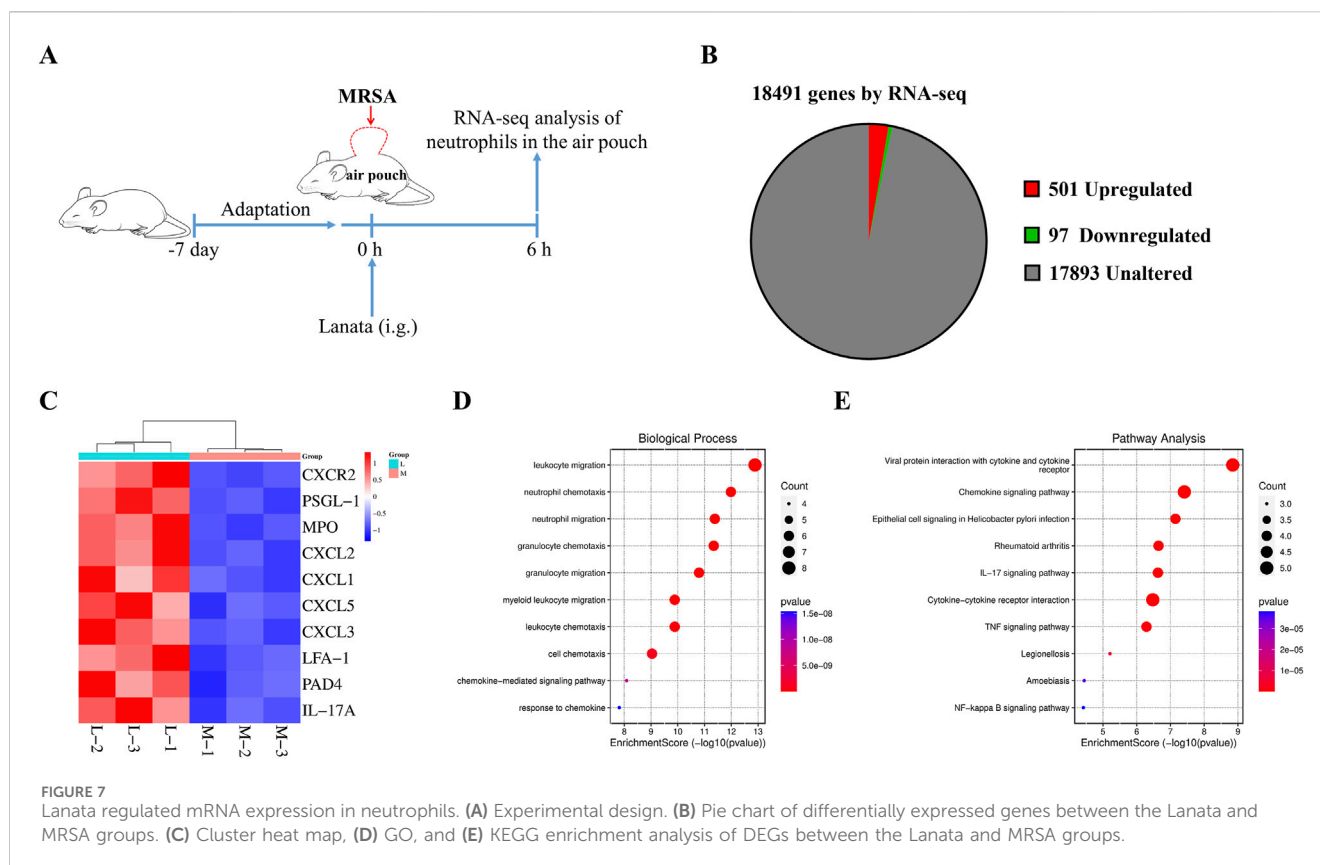 A
MRSA
air pouch
RNA-seq analysis of
neutrophils in the air pouch
Adaptation
-7 day
0 h
6 h
Lanata (i.g.)
B
18491 genes by RNA-seq
501 Upregulated
97 Downregulated
17893 Unaltered
C
Group
CXCR2
PSGL-1
MPO
CXCL2
CXCL1
CXCL5
CXCL3
LFA-1
PAD4
IL-17A
L-2
L-3
L-1
M-1
M-2
M-3
1
0.5
0
-0.5
-1
Group
L
M
D
Biological Process
leukocyte migration
neutrophil chemotaxis
neutrophil migration
granulocyte chemotaxis
granulocyte migration
myeloid leukocyte migration
leukocyte chemotaxis
cell chemotaxis
chemokine-mediated signaling pathway
response to chemokine
8 9 10 11 12 13
EnrichmentScore (-log10(pvalue))
Count
4
5
6
7
8
pvalue
1.5e-08
1.0e-08
5.0e-09
E
Pathway Analysis
Viral protein interaction with cytokine and cytokine
receptor
Chemokine signaling pathway
Epithelial cell signaling in Helicobacter pylori infection
Rheumatoid arthritis
IL-17 signaling pathway
Cytokine-cytokine receptor interaction
TNF signaling pathway
Legionellosis
Amoebiasis
NF-kappa B signaling pathway
5 6 7 8 9
EnrichmentScore (-log10(pvalue))
Count
3.0
3.5
4.0
4.5
5.0
pvalue
3e-05
2e-05
1e-05
FIGURE 7
Lanata regulated mRNA expression in neutrophils. (A) Experimental design. (B) Pie chart of differentially expressed genes between the Lanata and
MRSA groups. (C) Cluster heat map, (D) GO, and (E) KEGG enrichment analysis of DEGs between the Lanata and MRSA groups.